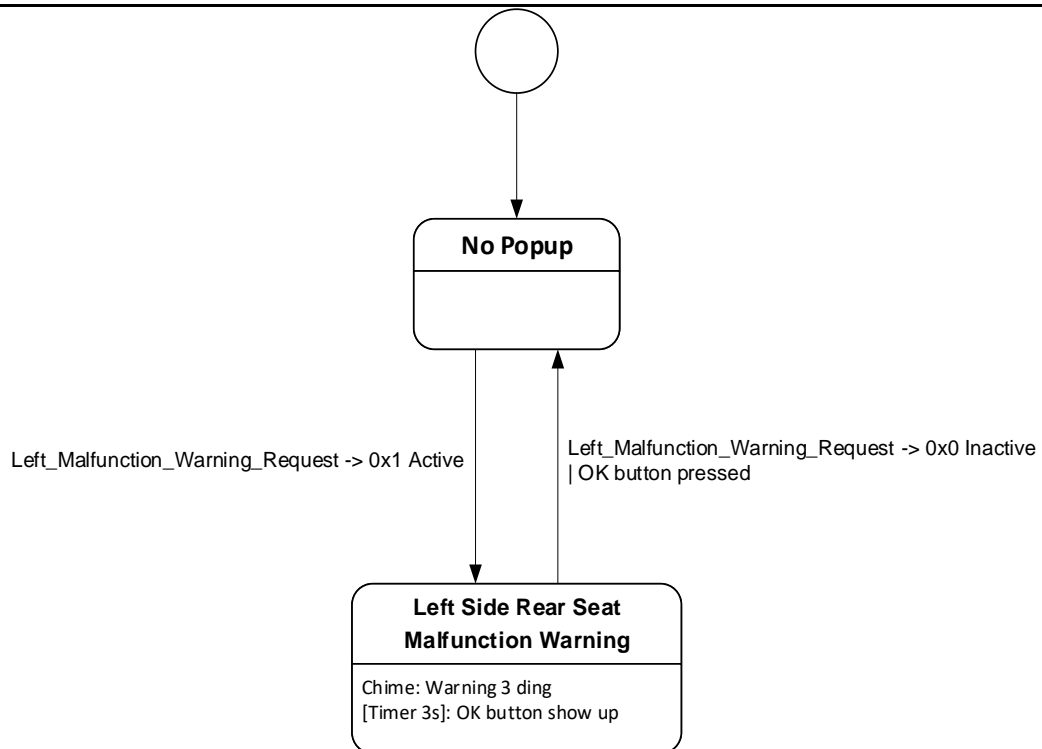 No Popup
Left_Malfunction_Warning_Request -> 0x1 Active
Left_Malfunction_Warning_Request -> 0x0 Inactive
| OK button pressed
Left Side Rear Seat
Malfunction Warning
Chime: Warning 3 ding
[Timer 3s]: OK button show up